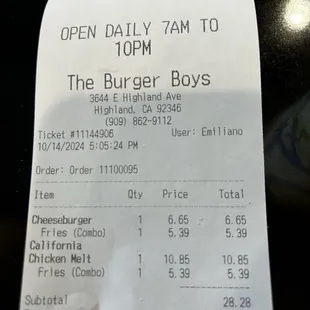 OPEN DAILY 7AM TO
10PM
The Burger Boys
3644 E Highland Ave
Highland, CA 92346
(909) 862-9112
Ticket #11144906 User: Emiliano
10/14/2024 5:05:24 PM
Order: Order 11100095
Item Qty Price Total
Cheeseburger 1 6.65 6.65
Fries (Combo) 1 5.39 5.39
California
Chicken Melt 1 10.85 10.85
Fries (Combo) 1 5.39 5.39
Subtotal 28.28